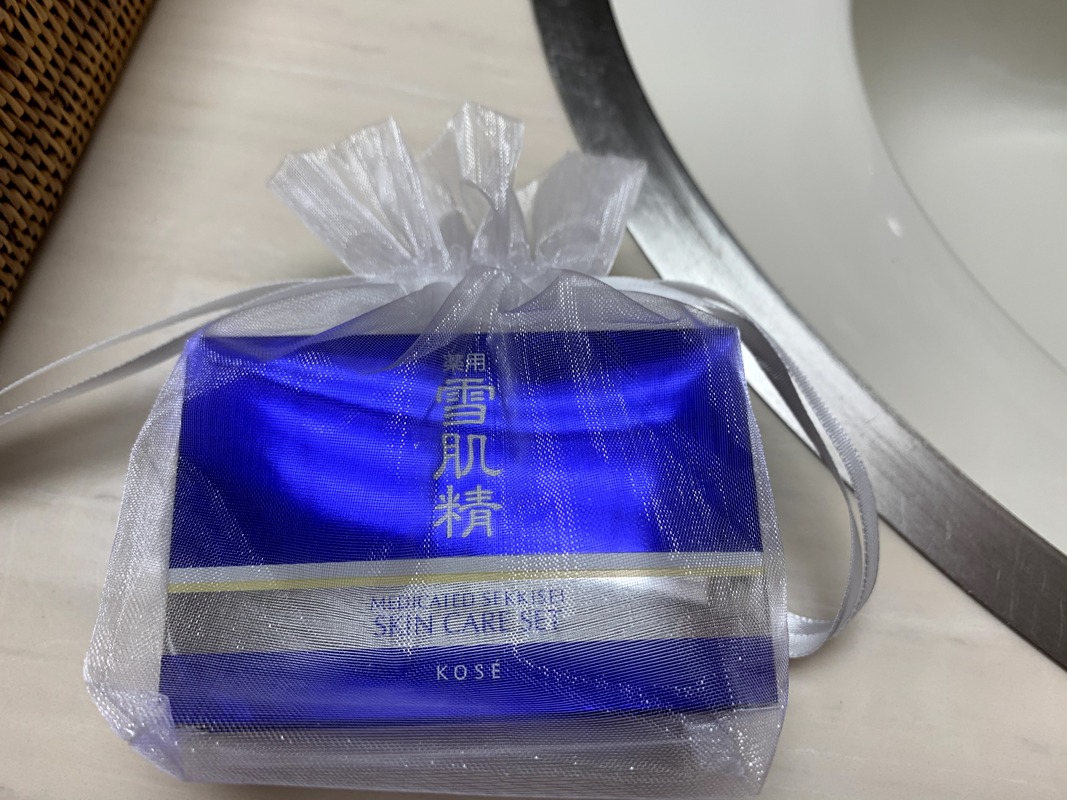 薬用
雪肌精
MEDICATED SEKKISEI
SKIN CARE SET
KOSÉ